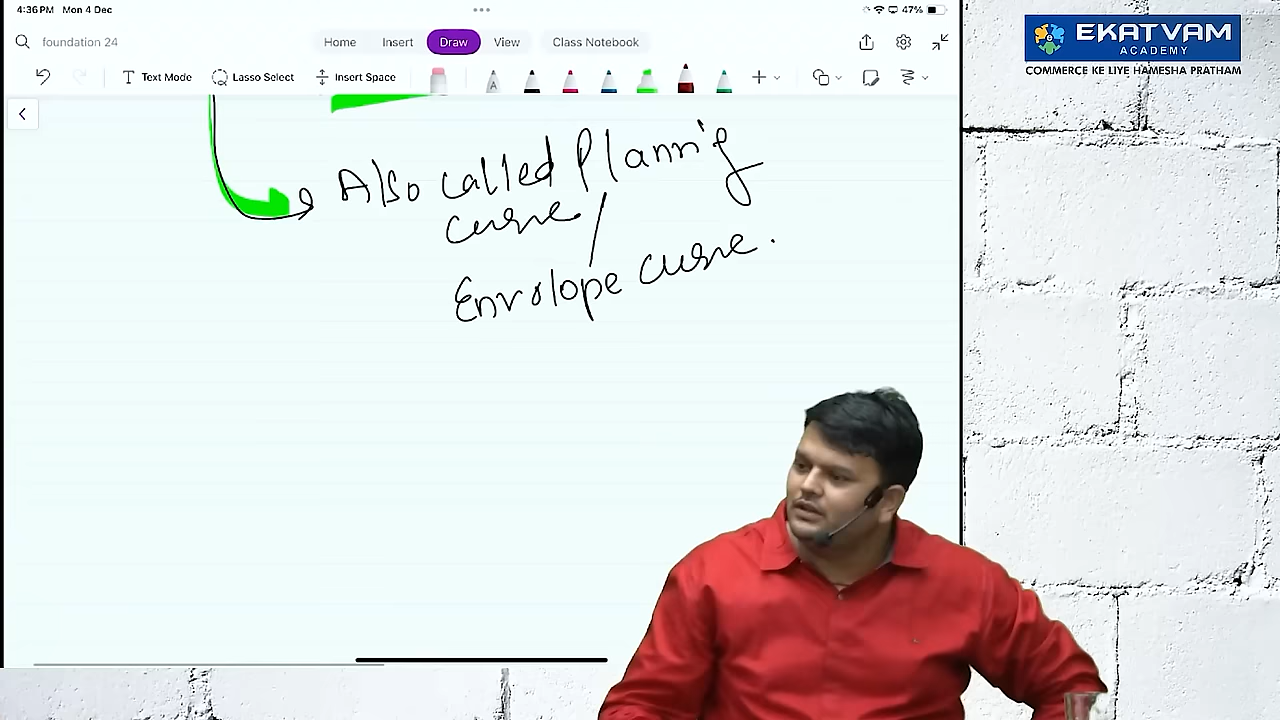 4:36 PM Mon 4 Dec
47%
foundation 24
Home Insert Draw View Class Notebook
Text Mode Lasso Select Insert Space
EKATVAM
ACADEMY
COMMERCE KE LIYE HAMESHA PRATHAM
Also called Planning
curve /
Envolope curve.